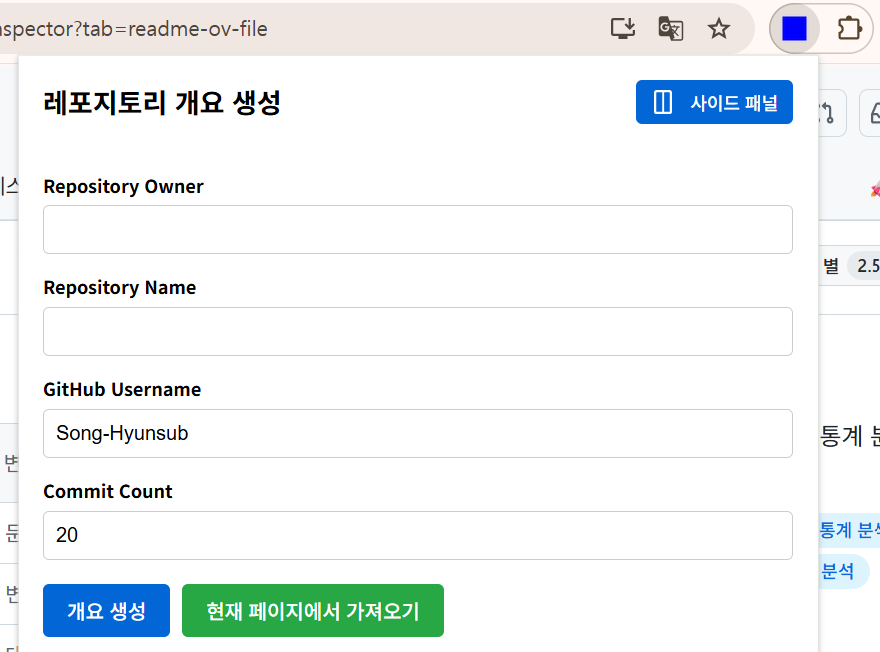 nspector?tab=readme-ov-file
레포지토리 개요 생성
사이드 패널
Repository Owner
별 2.5
Repository Name
GitHub Username
Song-Hyunsub
통계
Commit Count
20
통계 분석
분석
개요 생성
현재 페이지에서 가져오기